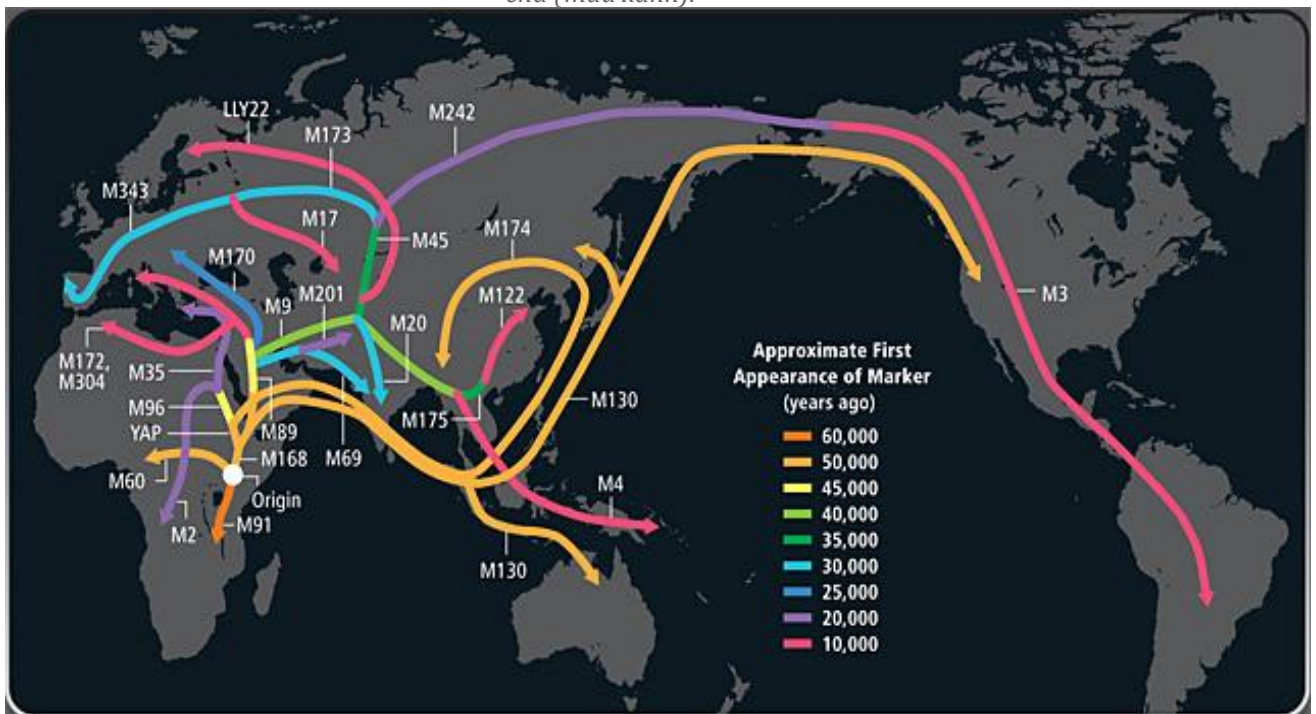 LLY22
M173
M242
M343
M17
M45
M174
M170
M9
M201
M20
M122
M3
M172,
M304
M35
M96
YAP
M89
M175
M69
M130
M60
M168
Origin
M2
M91
M4
M130
Approximate First
Appearance of Marker
(years ago)
60,000
50,000
45,000
40,000
35,000
30,000
25,000
20,000
10,000